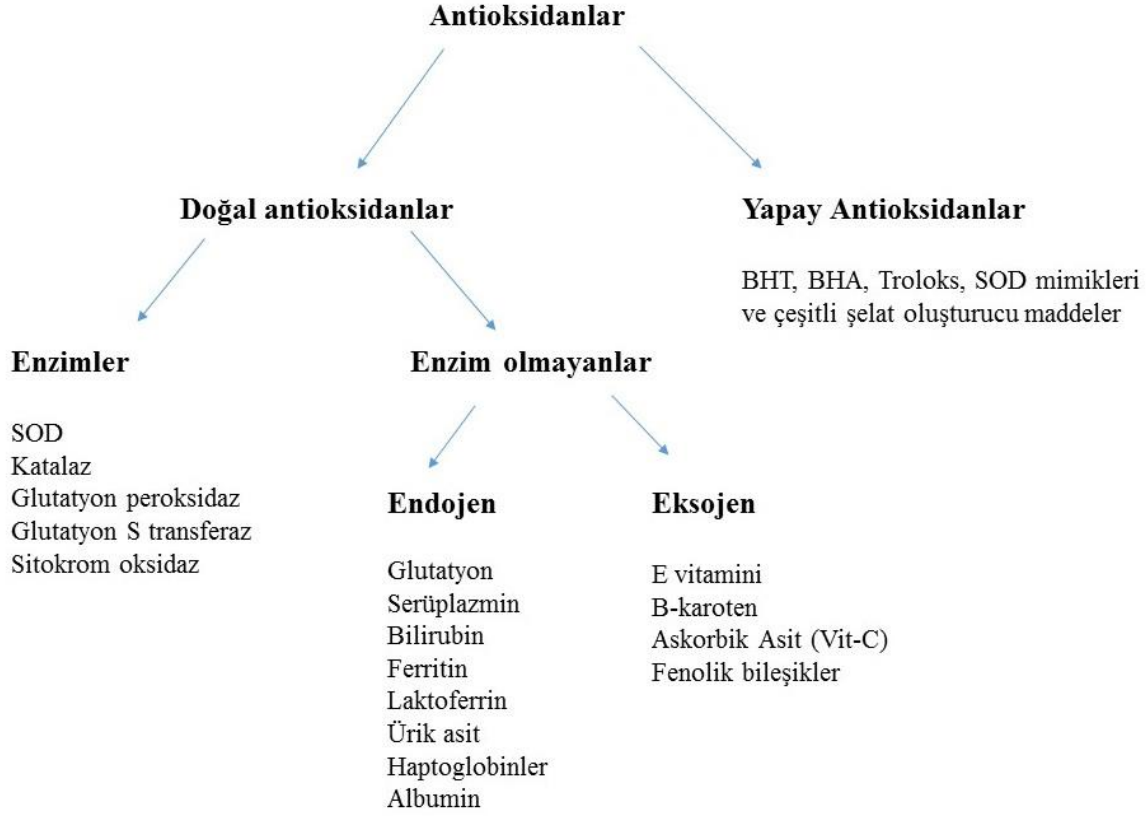 Antioksidanlar
Doğal antioksidanlar
Yapay Antioksidanlar
BHT, BHA, Troloks, SOD mimikleri
ve çeşitli şelat oluşturucu maddeler
Enzimler
SOD
Katalaz
Glutatyon peroksidaz
Glutatyon S transferaz
Sitokrom oksidaz
Enzim olmayanlar
Endojen
Glutatyon
Serüplazmin
Bilirubin
Ferritin
Laktoferrin
Ürik asit
Haptoglobinler
Albumin
Eksojen
E vitamini
B-karoten
Askorbik Asit (Vit-C)
Fenolik bileşikler